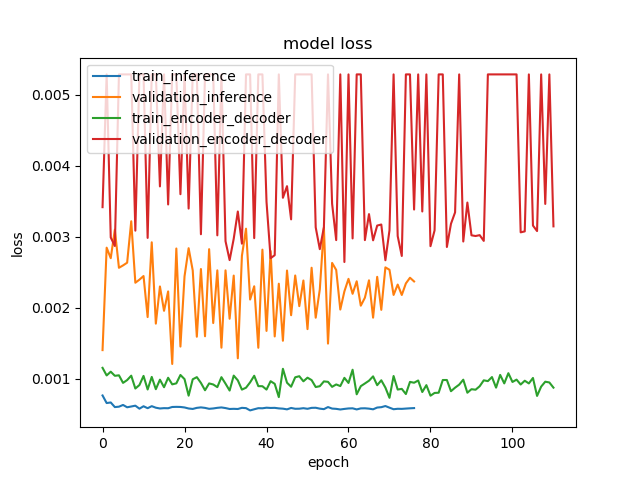 model loss
train_inference
validation_inference
train_encoder_decoder
validation_encoder_decoder
loss
0.005
0.004
0.003
0.002
0.001
0 20 40 60 80 100
epoch